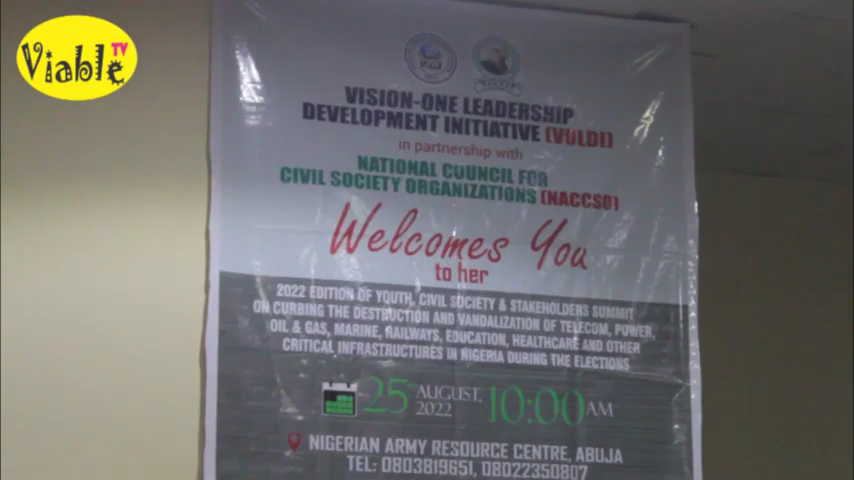 Viable TV
VISION-ONE LEADERSHIP
DEVELOPMENT INITIATIVE (VOLDI)
in partnership with
NATIONAL COUNCIL FOR
CIVIL SOCIETY ORGANIZATIONS (NACCSO)
Welcomes You
to her
2022 EDITION OF YOUTH, CIVIL SOCIETY & STAKEHOLDERS SUMMIT
ON CURBING THE DESTRUCTION AND VANDALIZATION OF TELECOM, POWER,
OIL & GAS, MARINE, RAILWAYS, EDUCATION, HEALTHCARE AND OTHER
CRITICAL INFRASTRUCTURES IN NIGERIA DURING THE ELECTIONS
25TH AUGUST, 2022 10:00AM
NIGERIAN ARMY RESOURCE CENTRE, ABUJA
TEL: 0803819651, 08022350807